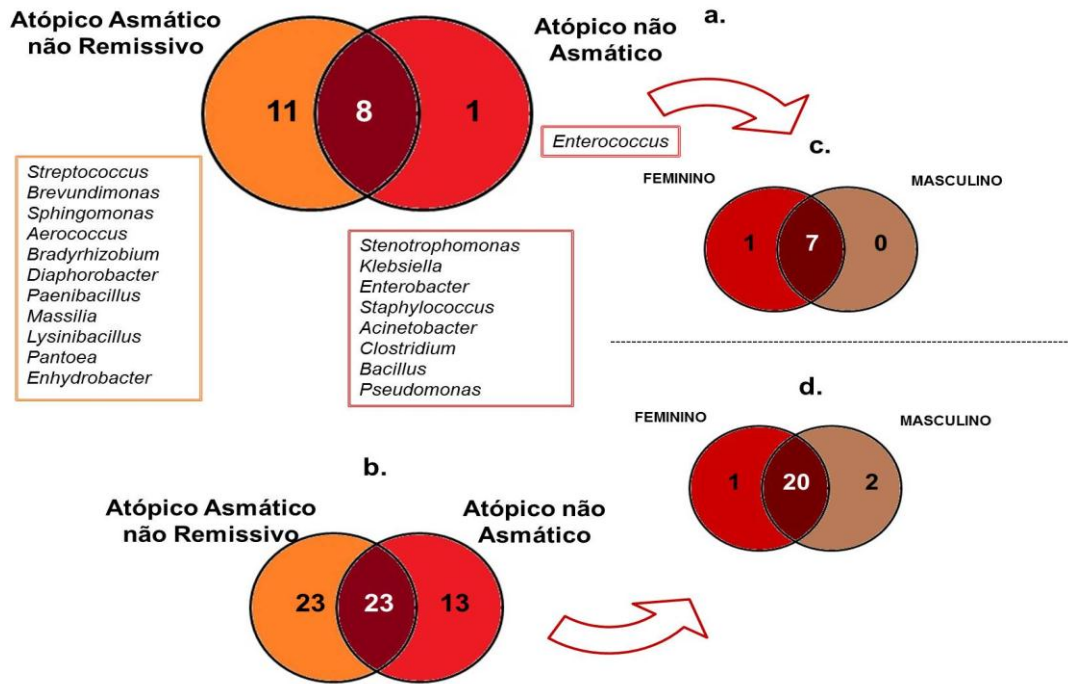 a.
Atópico Asmático
não Remissivo
Atópico não
Asmático
11
8
1
Enterococcus
Streptococcus
Brevundimonas
Sphingomonas
Aerococcus
Bradyrhizobium
Diaphorobacter
Paenibacillus
Massilia
Lysinibacillus
Pantoea
Enhydrobacter
Stenotrophomonas
Klebsiella
Enterobacter
Staphylococcus
Acinetobacter
Clostridium
Bacillus
Pseudomonas
c.
FEMININO
MASCULINO
1
7
0
d.
FEMININO
MASCULINO
1
20
2
b.
Atópico Asmático
não Remissivo
Atópico não
Asmático
23
23
13